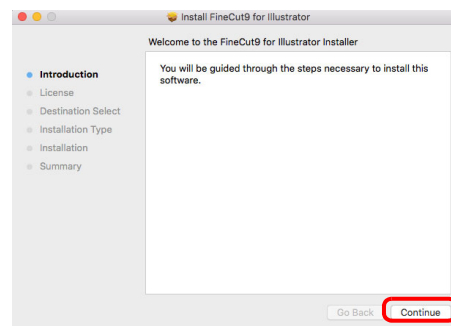 Install FineCut9 for Illustrator
Welcome to the FineCut9 for Illustrator Installer
Introduction
License
Destination Select
Installation Type
Installation
Summary
You will be guided through the steps necessary to install this
software.
Go Back
Continue